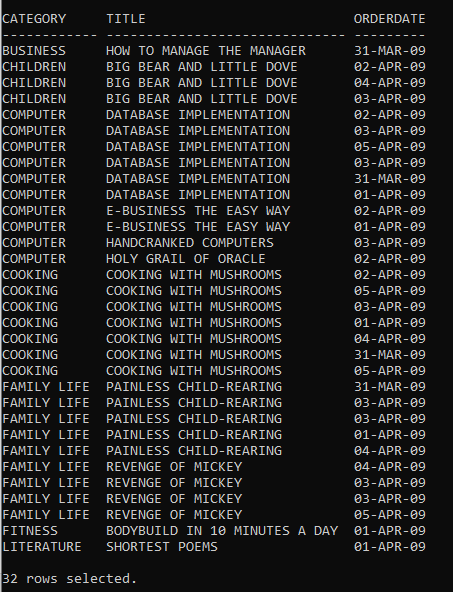 CATEGORY     TITLE                          ORDERDATE
------------ ------------------------------ ---------
BUSINESS     HOW TO MANAGE THE MANAGER      31-MAR-09
CHILDREN     BIG BEAR AND LITTLE DOVE       02-APR-09
CHILDREN     BIG BEAR AND LITTLE DOVE       04-APR-09
CHILDREN     BIG BEAR AND LITTLE DOVE       03-APR-09
COMPUTER     DATABASE IMPLEMENTATION        02-APR-09
COMPUTER     DATABASE IMPLEMENTATION        03-APR-09
COMPUTER     DATABASE IMPLEMENTATION        05-APR-09
COMPUTER     DATABASE IMPLEMENTATION        03-APR-09
COMPUTER     DATABASE IMPLEMENTATION        31-MAR-09
COMPUTER     DATABASE IMPLEMENTATION        01-APR-09
COMPUTER     E-BUSINESS THE EASY WAY        02-APR-09
COMPUTER     E-BUSINESS THE EASY WAY        01-APR-09
COMPUTER     HANDCRANKED COMPUTERS          03-APR-09
COMPUTER     HOLY GRAIL OF ORACLE           02-APR-09
COOKING      COOKING WITH MUSHROOMS         02-APR-09
COOKING      COOKING WITH MUSHROOMS         05-APR-09
COOKING      COOKING WITH MUSHROOMS         03-APR-09
COOKING      COOKING WITH MUSHROOMS         01-APR-09
COOKING      COOKING WITH MUSHROOMS         04-APR-09
COOKING      COOKING WITH MUSHROOMS         31-MAR-09
COOKING      COOKING WITH MUSHROOMS         05-APR-09
FAMILY LIFE  PAINLESS CHILD-REARING         31-MAR-09
FAMILY LIFE  PAINLESS CHILD-REARING         03-APR-09
FAMILY LIFE  PAINLESS CHILD-REARING         03-APR-09
FAMILY LIFE  PAINLESS CHILD-REARING         01-APR-09
FAMILY LIFE  PAINLESS CHILD-REARING         04-APR-09
FAMILY LIFE  REVENGE OF MICKEY              04-APR-09
FAMILY LIFE  REVENGE OF MICKEY              03-APR-09
FAMILY LIFE  REVENGE OF MICKEY              03-APR-09
FAMILY LIFE  REVENGE OF MICKEY              05-APR-09
FITNESS      BODYBUILD IN 10 MINUTES A DAY  01-APR-09
LITERATURE   SHORTEST POEMS                 01-APR-09
32 rows selected.